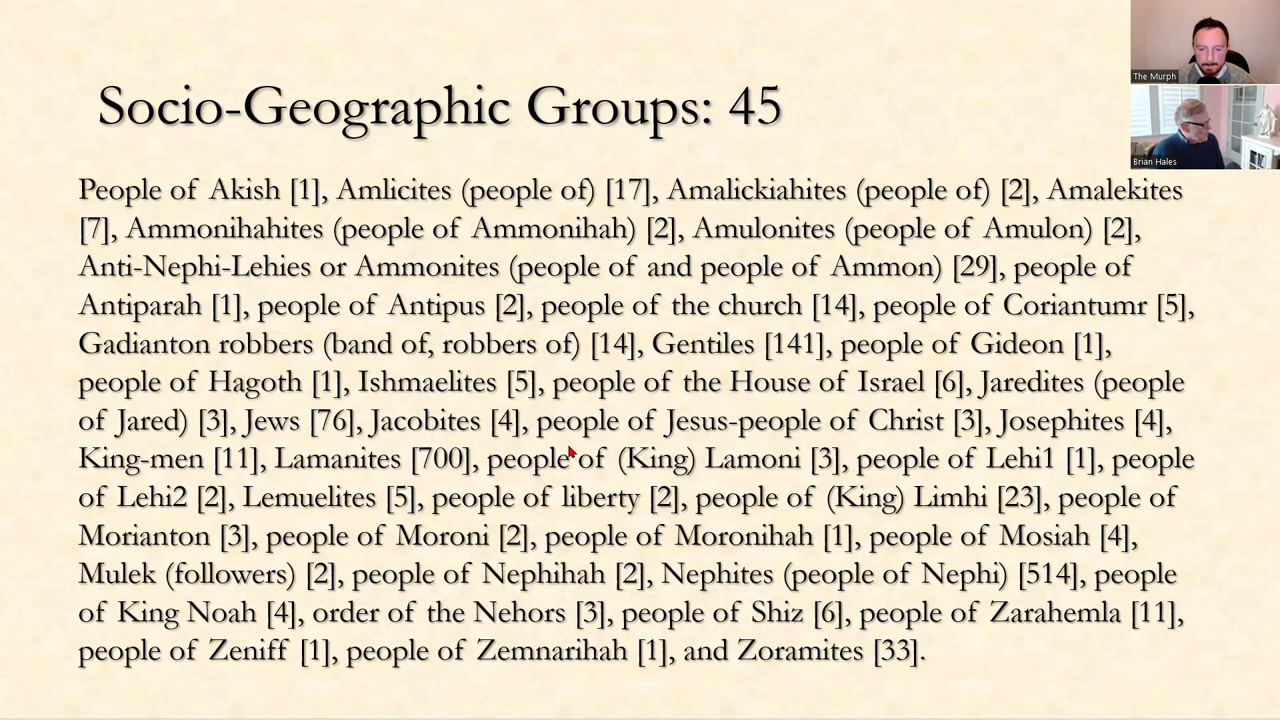 Socio-Geographic Groups: 45
The Murph
Brian Hales
People of Akish [1], Amlicites (people of) [17], Amalickiahites (people of) [2], Amalekites
[7], Ammonihahites (people of Ammonihah) [2], Amulonites (people of Amulon) [2],
Anti-Nephi-Lehies or Ammonites (people of and people of Ammon) [29], people of
Antiparah [1], people of Antipus [2], people of the church [14], people of Coriantumr [5],
Gadianton robbers (band of, robbers of) [14], Gentiles [141], people of Gideon [1],
people of Hagoth [1], Ishmaelites [5], people of the House of Israel [6], Jaredites (people
of Jared) [3], Jews [76], Jacobites [4], people of Jesus-people of Christ [3], Josephites [4],
King-men [11], Lamanites [700], people of (King) Lamoni [3], people of Lehi1 [1], people
of Lehi2 [2], Lemuelites [5], people of liberty [2], people of (King) Limhi [23], people of
Morianton [3], people of Moroni [2], people of Moronihah [1], people of Mosiah [4],
Mulek (followers) [2], people of Nephihah [2], Nephites (people of Nephi) [514], people
of King Noah [4], order of the Nehors [3], people of Shiz [6], people of Zarahemla [11],
people of Zeniff [1], people of Zemnarihah [1], and Zoramites [33].